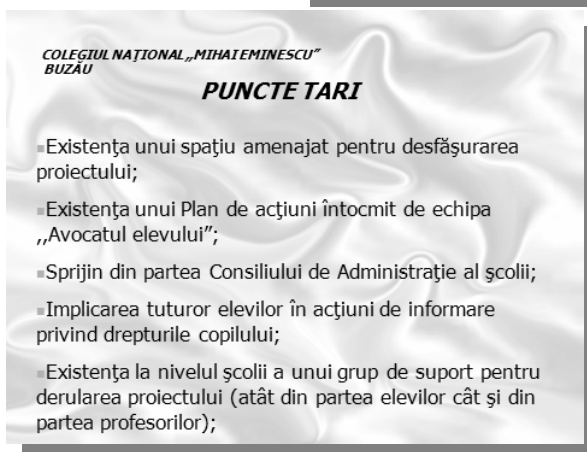 COLEGIUL NAŢIONAL,,MIHAI EMINESCU”
BUZĂU
PUNCTE TARI
Existenţa unui spaţiu amenajat pentru desfăşurarea
proiectului;
Existenţa unui Plan de acţiuni întocmit de echipa
,,Avocatul elevului”;
Sprijin din partea Consiliului de Administraţie al şcolii;
Implicarea tuturor elevilor în acţiuni de informare
privind drepturile copilului;
Existenţa la nivelul şcolii a unui grup de suport pentru
derularea proiectului (atât din partea elevilor cât şi din
partea profesorilor);